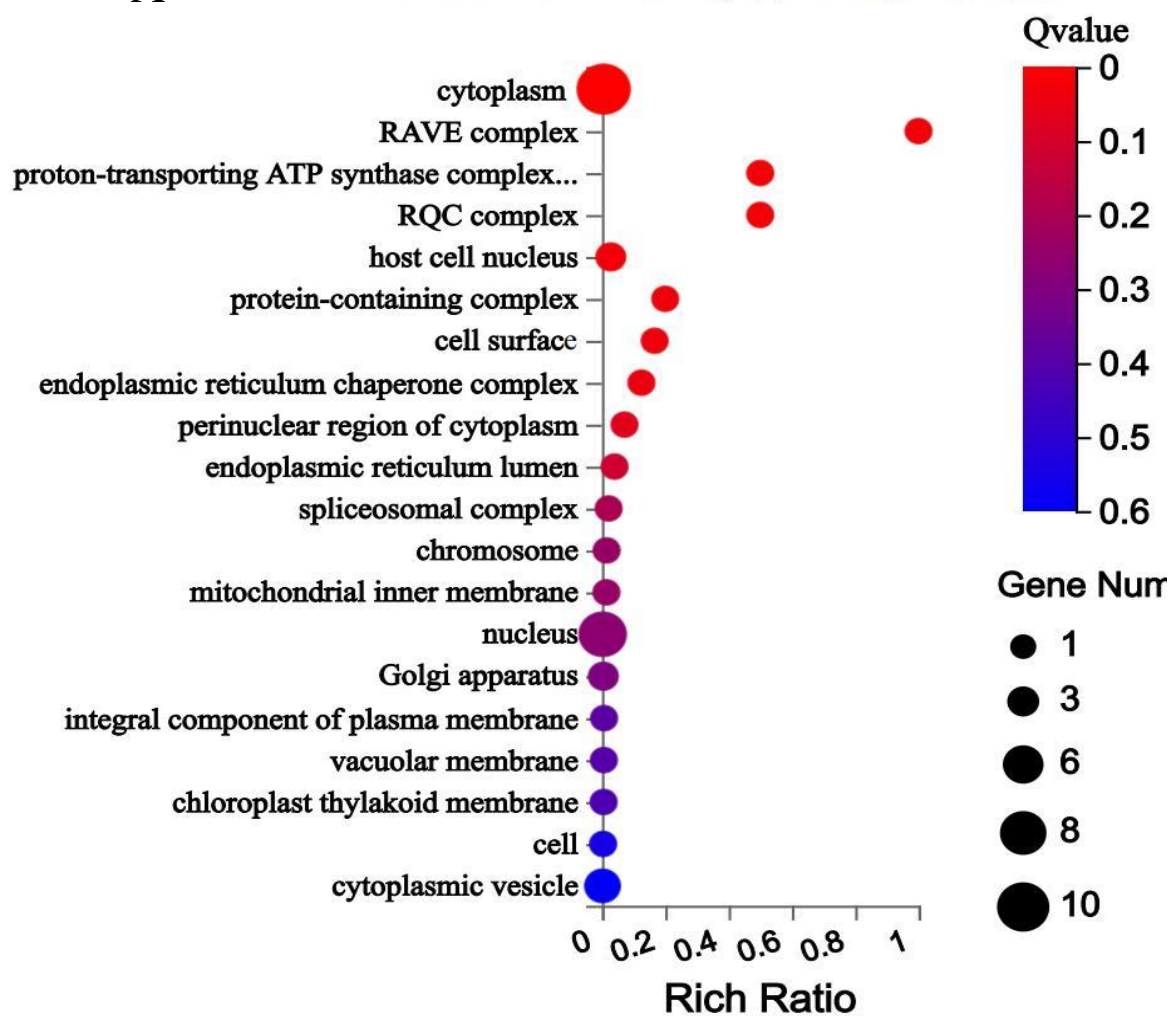 Qvalue
0
0.1
0.2
0.3
0.4
0.5
0.6
cytoplasm
RAVE complex
proton-transporting ATP synthase complex...
RQC complex
host cell nucleus
protein-containing complex
cell surface
endoplasmic reticulum chaperone complex
perinuclear region of cytoplasm
endoplasmic reticulum lumen
spliceosomal complex
chromosome
mitochondrial inner membrane
nucleus
Golgi apparatus
integral component of plasma membrane
vacuolar membrane
chloroplast thylakoid membrane
cell
cytoplasmic vesicle
Gene Num
1
3
6
8
10
0 0.2 0.4 0.6 0.8 1
Rich Ratio